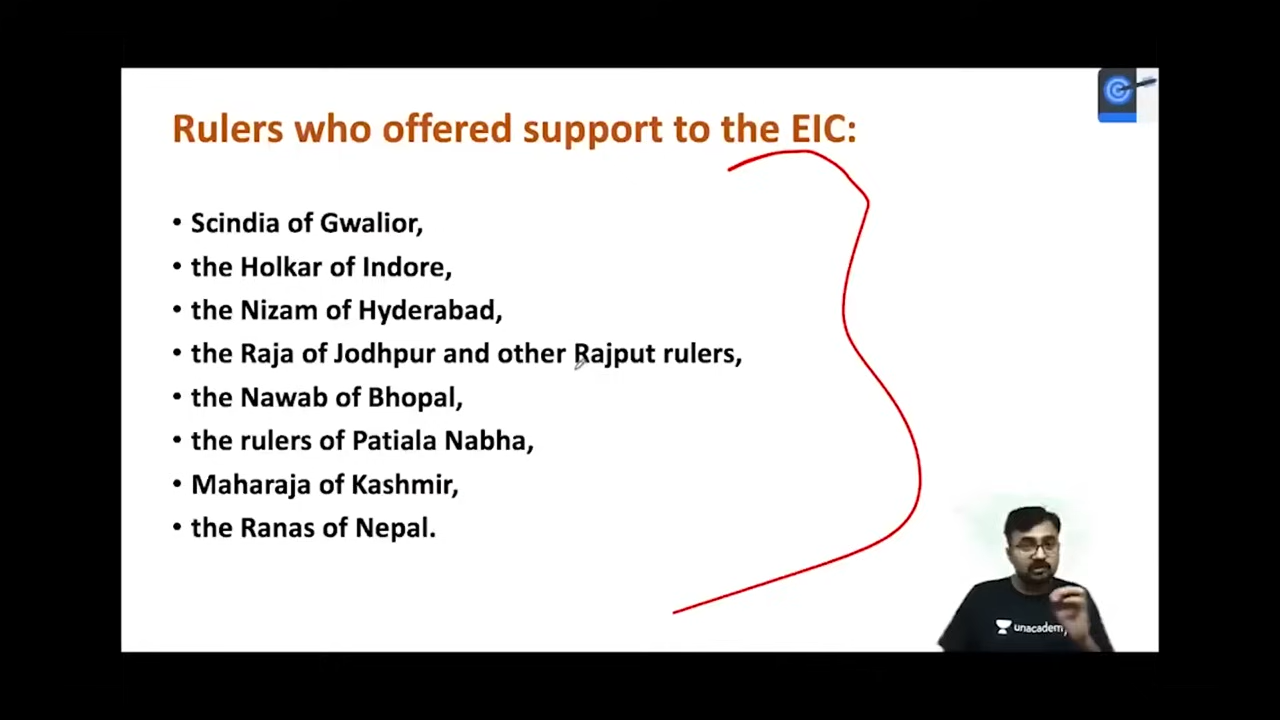 Rulers who offered support to the EIC:
• Scindia of Gwalior,
• the Holkar of Indore,
• the Nizam of Hyderabad,
• the Raja of Jodhpur and other Rajput rulers,
• the Nawab of Bhopal,
• the rulers of Patiala Nabha,
• Maharaja of Kashmir,
• the Ranas of Nepal.
unacademy